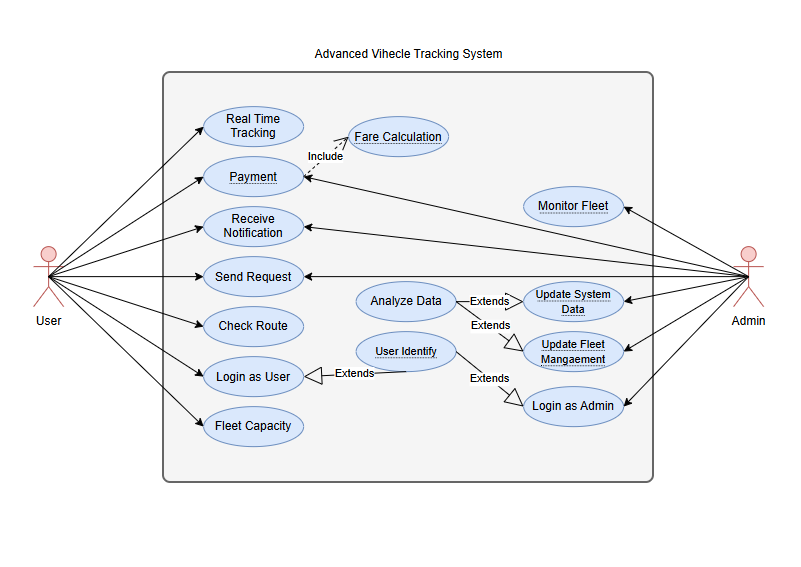 Advanced Vihecle Tracking System
Real Time
Tracking
Fare Calculation
Include
Payment
Monitor Fleet
Receive
Notification
Send Request
Analyze Data
Extends
Update System
Data
User
Admin
Check Route
Extends
User Identify
Update Fleet
Mangaement
Login as User
Extends
Extends
Login as Admin
Fleet Capacity